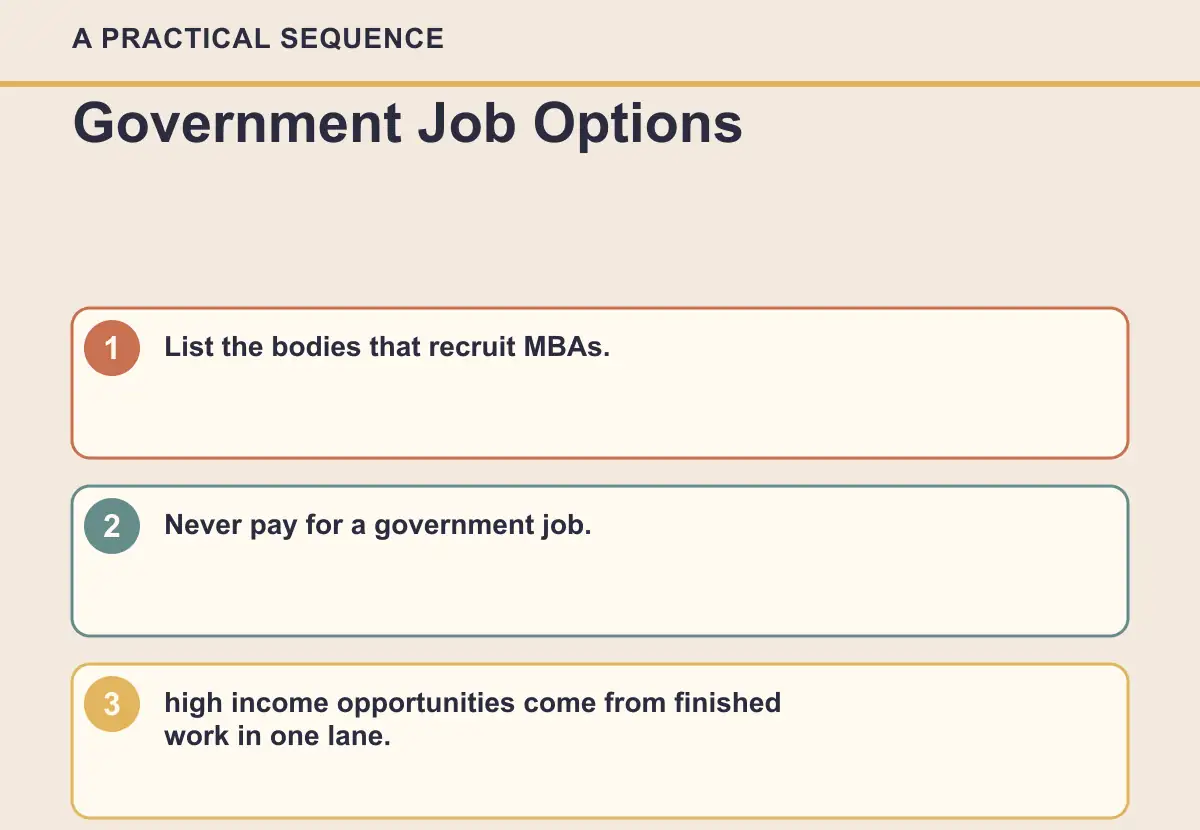 A PRACTICAL SEQUENCE
Government Job Options
1
List the bodies that recruit MBAs.
2
Never pay for a government job.
3
high income opportunities come from finished
work in one lane.